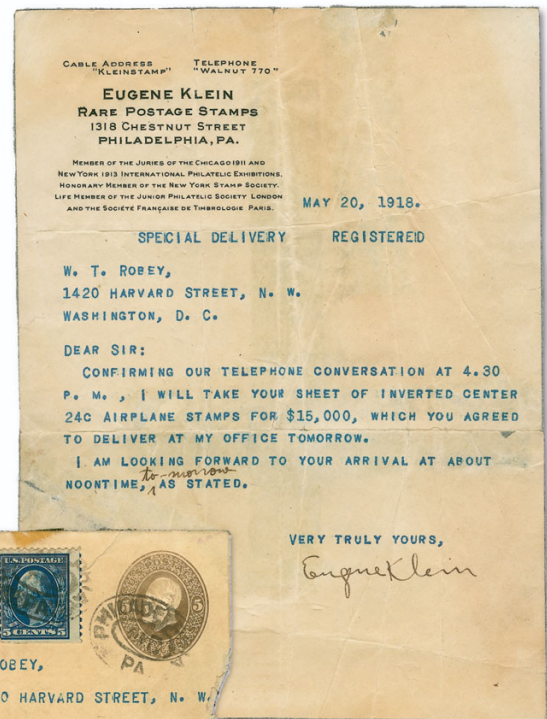 CABLE ADDRESS TELEPHONE
"KLEINSTAMP" "WALNUT 770"
EUGENE KLEIN
RARE POSTAGE STAMPS
1318 CHESTNUT STREET
PHILADELPHIA, PA.
MEMBER OF THE JURIES OF THE CHICAGO 1911 AND
NEW YORK 1913 INTERNATIONAL PHILATELIC EXHIBITIONS.
HONORARY MEMBER OF THE NEW YORK STAMP SOCIETY.
LIFE MEMBER OF THE JUNIOR PHILATELIC SOCIETY LONDON
AND THE SOCIÉTÉ FRANÇAISE DE TIMBROLOGIE PARIS.
MAY 20, 1918.
SPECIAL DELIVERY REGISTERED
W. T. ROBEY,
1420 HARVARD STREET, N. W.
WASHINGTON, D. C.
DEAR SIR:
CONFIRMING OUR TELEPHONE CONVERSATION AT 4.30
P. M., I WILL TAKE YOUR SHEET OF INVERTED CENTER
24C AIRPLANE STAMPS FOR $15,000, WHICH YOU AGREED
TO DELIVER AT MY OFFICE TOMORROW.
I AM LOOKING FORWARD TO YOUR ARRIVAL AT ABOUT
to-morrow
NOONTIME, AS STATED.
VERY TRULY YOURS,
Eugene Klein
U.S. POSTAGE
5 CENTS 5
5
PA
OBEY,
0 HARVARD STREET, N. W.